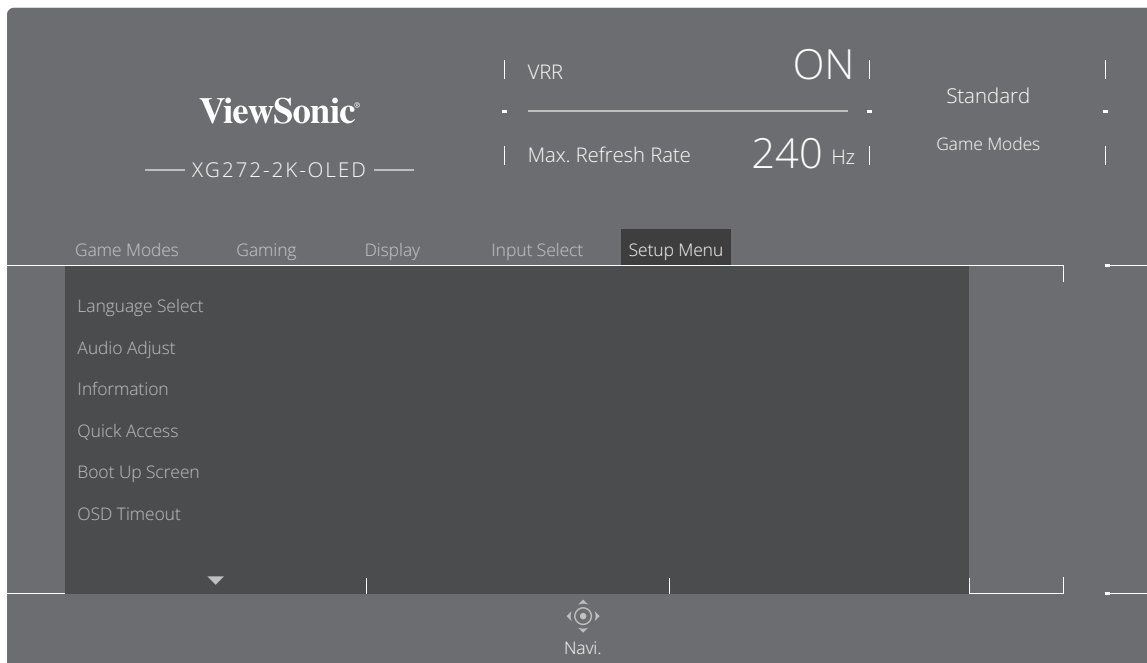 ViewSonic®
XG272-2K-OLED
VRR ON
Max. Refresh Rate 240 Hz
Standard
Game Modes
Game Modes Gaming Display Input Select Setup Menu
Language Select
Audio Adjust
Information
Quick Access
Boot Up Screen
OSD Timeout
Navi.